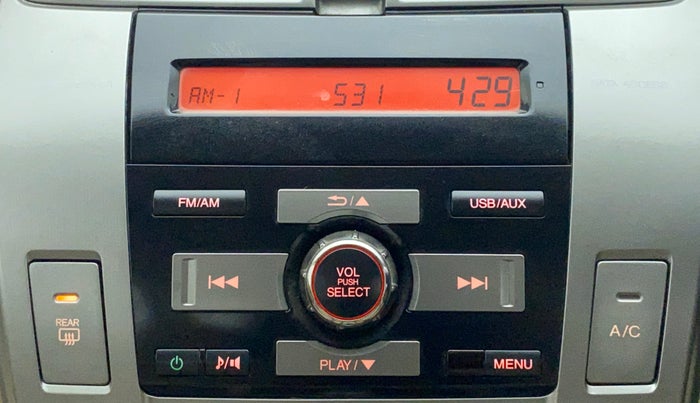 AM-1 531 429
FM/AM
USB/AUX
VOL
PUSH
SELECT
REAR
A/C
PLAY/
MENU